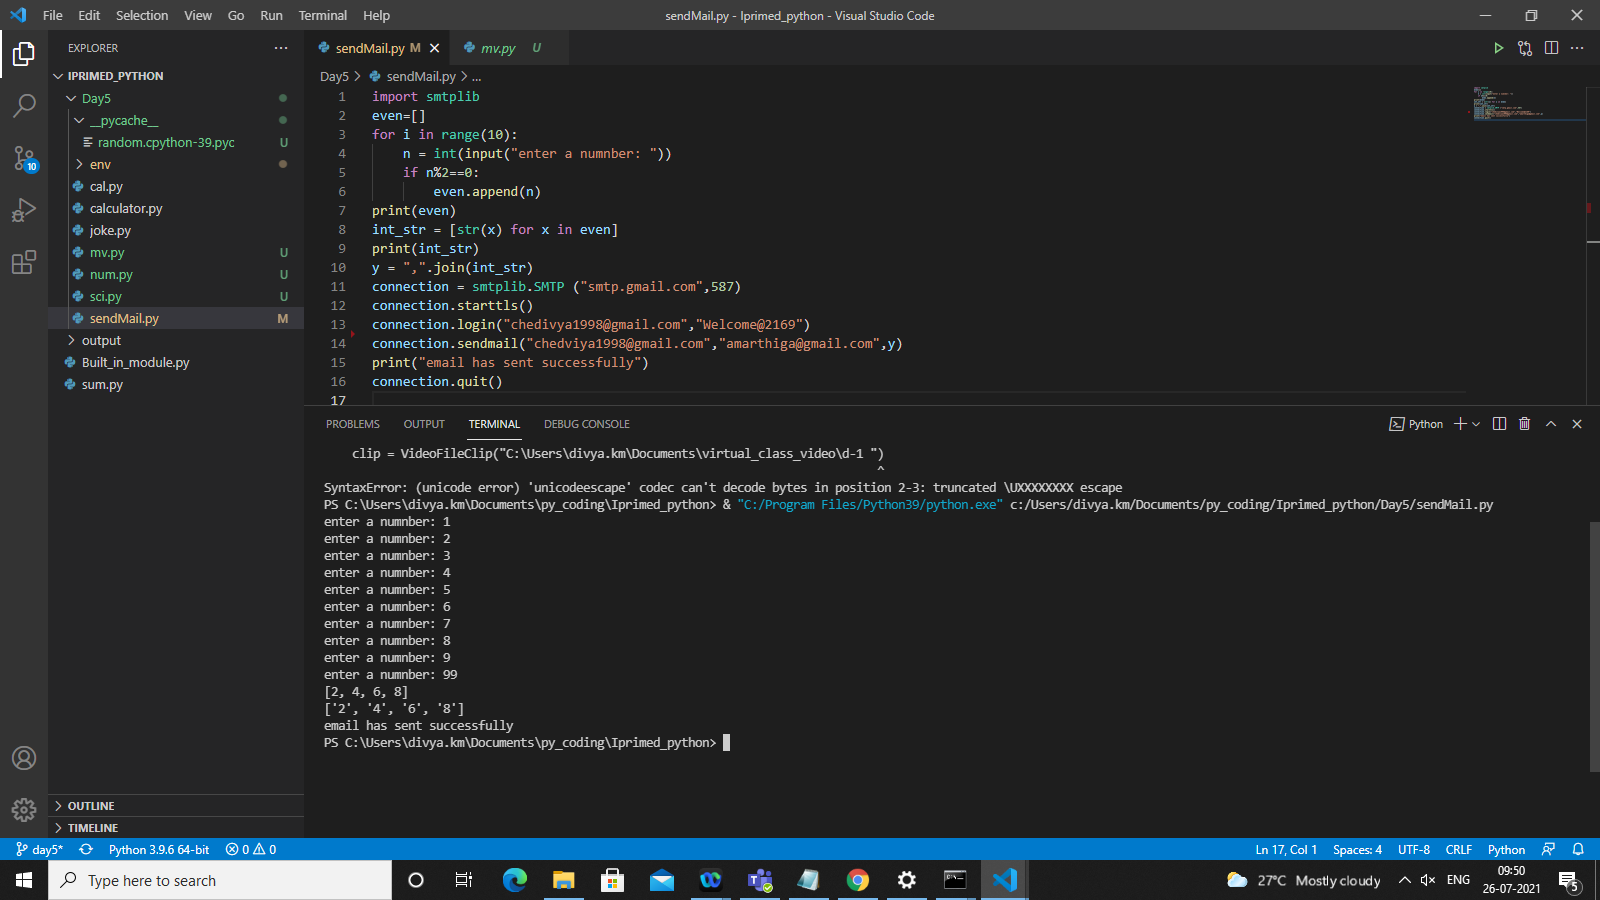 File Edit Selection View Go Run Terminal Help
sendMail.py - Iprimed_python - Visual Studio Code
EXPLORER
IPRIMED_PYTHON
Day5
__pycache__
random.cpython-39.pyc U
env
cal.py
calculator.py
joke.py
mv.py U
num.py U
sci.py U
sendMail.py M
output
Built_in_module.py
sum.py
OUTLINE
TIMELINE
10
sendMail.py M
mv.py U
Day5 > sendMail.py > ...
1 import smtplib
2 even=[]
3 for i in range(10):
4 n = int(input("enter a numnber: "))
5 if n%2==0:
6 even.append(n)
7 print(even)
8 int_str = [str(x) for x in even]
9 print(int_str)
10 y = ",".join(int_str)
11 connection = smtplib.SMTP ("smtp.gmail.com",587)
12 connection.starttls()
13 connection.login("chedivya1998@gmail.com","Welcome@2169")
14 connection.sendmail("chedviya1998@gmail.com","amarthiga@gmail.com",y)
15 print("email has sent successfully")
16 connection.quit()
17
PROBLEMS OUTPUT TERMINAL DEBUG CONSOLE
Python
clip = VideoFileClip("C:\Users\divya.km\Documents\virtual_class_video\d-1 ")
^
SyntaxError: (unicode error) 'unicodeescape' codec can't decode bytes in position 2-3: truncated \UXXXXXXXX escape
PS C:\Users\divya.km\Documents\py_coding\Iprimed_python> & "C:/Program Files/Python39/python.exe" c:/Users/divya.km/Documents/py_coding/Iprimed_python/Day5/sendMail.py
enter a numnber: 1
enter a numnber: 2
enter a numnber: 3
enter a numnber: 4
enter a numnber: 5
enter a numnber: 6
enter a numnber: 7
enter a numnber: 8
enter a numnber: 9
enter a numnber: 99
[2, 4, 6, 8]
['2', '4', '6', '8']
email has sent successfully
PS C:\Users\divya.km\Documents\py_coding\Iprimed_python>
day5* Python 3.9.6 64-bit 0 0
Ln 17, Col 1 Spaces: 4 UTF-8 CRLF Python
Type here to search
27°C Mostly cloudy
ENG
09:50
26-07-2021
5